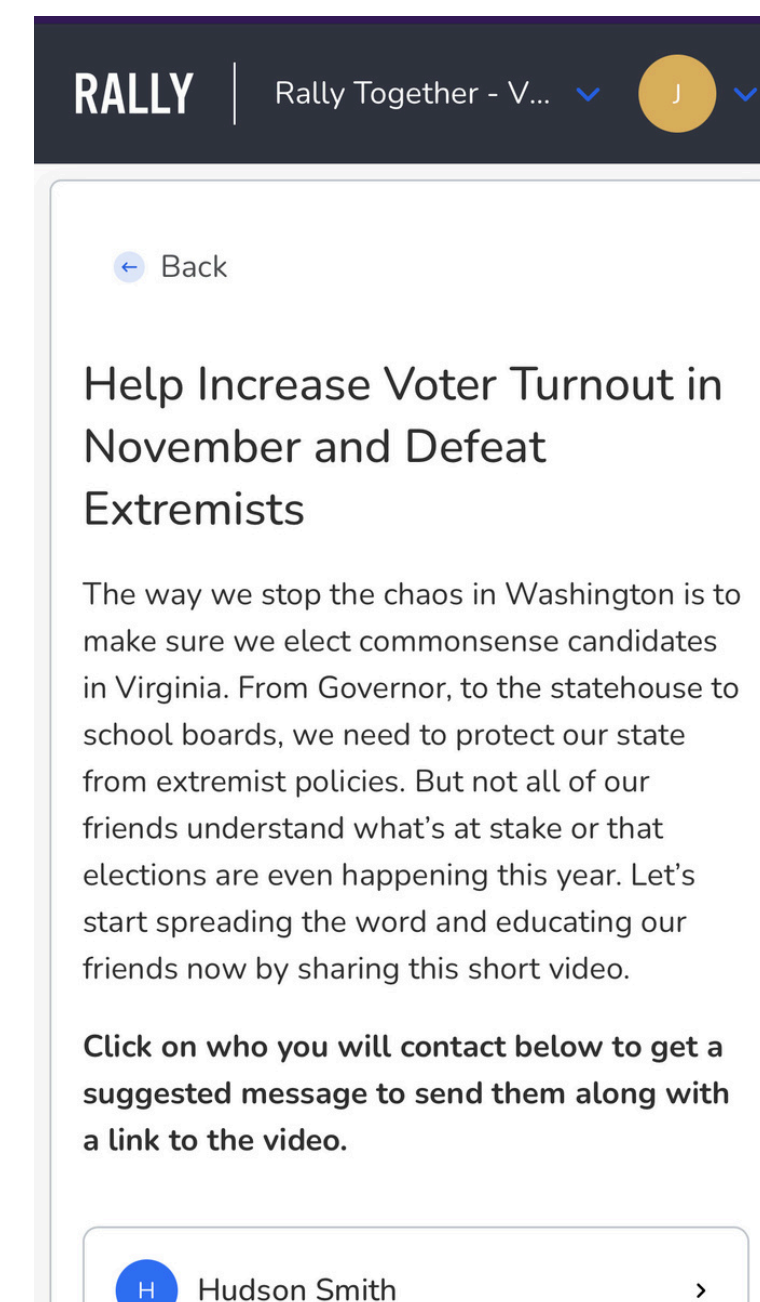 RALLY
Rally Together - V...
J
Back
Help Increase Voter Turnout in
November and Defeat
Extremists
The way we stop the chaos in Washington is to
make sure we elect commonsense candidates
in Virginia. From Governor, to the statehouse to
school boards, we need to protect our state
from extremist policies. But not all of our
friends understand what’s at stake or that
elections are even happening this year. Let’s
start spreading the word and educating our
friends now by sharing this short video.
Click on who you will contact below to get a
suggested message to send them along with
a link to the video.
H
Hudson Smith